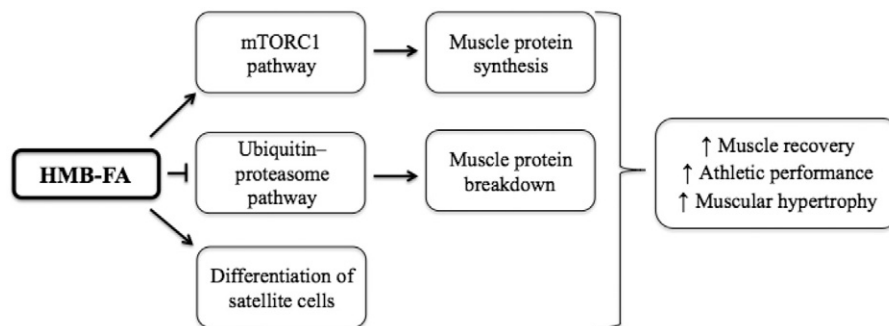 HMB-FA
mTORC1
pathway
Muscle protein
synthesis
Ubiquitin–
proteasome
pathway
Muscle protein
breakdown
Differentiation of
satellite cells
↑ Muscle recovery
↑ Athletic performance
↑ Muscular hypertrophy